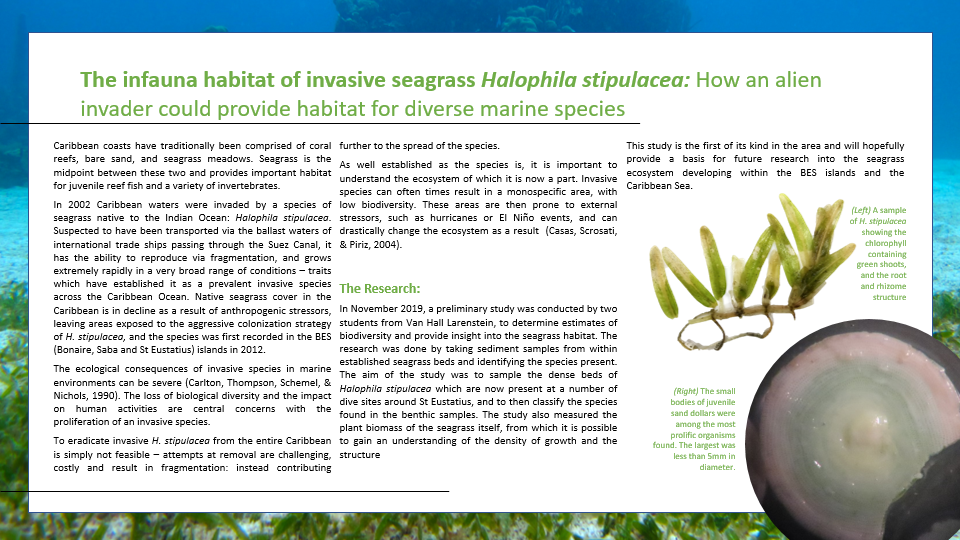 The infauna habitat of invasive seagrass Halophila stipulacea: How an alien
invader could provide habitat for diverse marine species
Caribbean coasts have traditionally been comprised of coral
reefs, bare sand, and seagrass meadows. Seagrass is the
midpoint between these two and provides important habitat
for juvenile reef fish and a variety of invertebrates.
In 2002 Caribbean waters were invaded by a species of
seagrass native to the Indian Ocean: Halophila stipulacea.
Suspected to have been transported via the ballast waters of
international trade ships passing through the Suez Canal, it
has the ability to reproduce via fragmentation, and grows
extremely rapidly in a very broad range of conditions – traits
which have established it as a prevalent invasive species
across the Caribbean Ocean. Native seagrass cover in the
Caribbean is in decline as a result of anthropogenic stressors,
leaving areas exposed to the aggressive colonization strategy
of H. stipulacea, and the species was first recorded in the BES
(Bonaire, Saba and St Eustatius) islands in 2012.
The ecological consequences of invasive species in marine
environments can be severe (Carlton, Thompson, Schemel, &
Nichols, 1990). The loss of biological diversity and the impact
on human activities are central concerns with the
proliferation of an invasive species.
To eradicate invasive H. stipulacea from the entire Caribbean
is simply not feasible – attempts at removal are challenging,
costly and result in fragmentation: instead contributing
further to the spread of the species.
As well established as the species is, it is important to
understand the ecosystem of which it is now a part. Invasive
species can often times result in a monospecific area, with
low biodiversity. These areas are then prone to external
stressors, such as hurricanes or El Niño events, and can
drastically change the ecosystem as a result (Casas, Scrosati,
& Piriz, 2004).
The Research:
In November 2019, a preliminary study was conducted by two
students from Van Hall Larenstein, to determine estimates of
biodiversity and provide insight into the seagrass habitat. The
research was done by taking sediment samples from within
established seagrass beds and identifying the species present.
The aim of the study was to sample the dense beds of
Halophila stipulacea which are now present at a number of
dive sites around St Eustatius, and to then classify the species
found in the benthic samples. The study also measured the
plant biomass of the seagrass itself, from which it is possible
to gain an understanding of the density of growth and the
structure
This study is the first of its kind in the area and will hopefully
provide a basis for future research into the seagrass
ecosystem developing within the BES islands and the
Caribbean Sea.
(Left) A sample
of H. stipulacea
showing the
chlorophyll
containing
green shoots,
and the root
and rhizome
structure
(Right) The small
bodies of juvenile
sand dollars were
among the most
prolific organisms
found. The largest was
less than 5mm in
diameter.